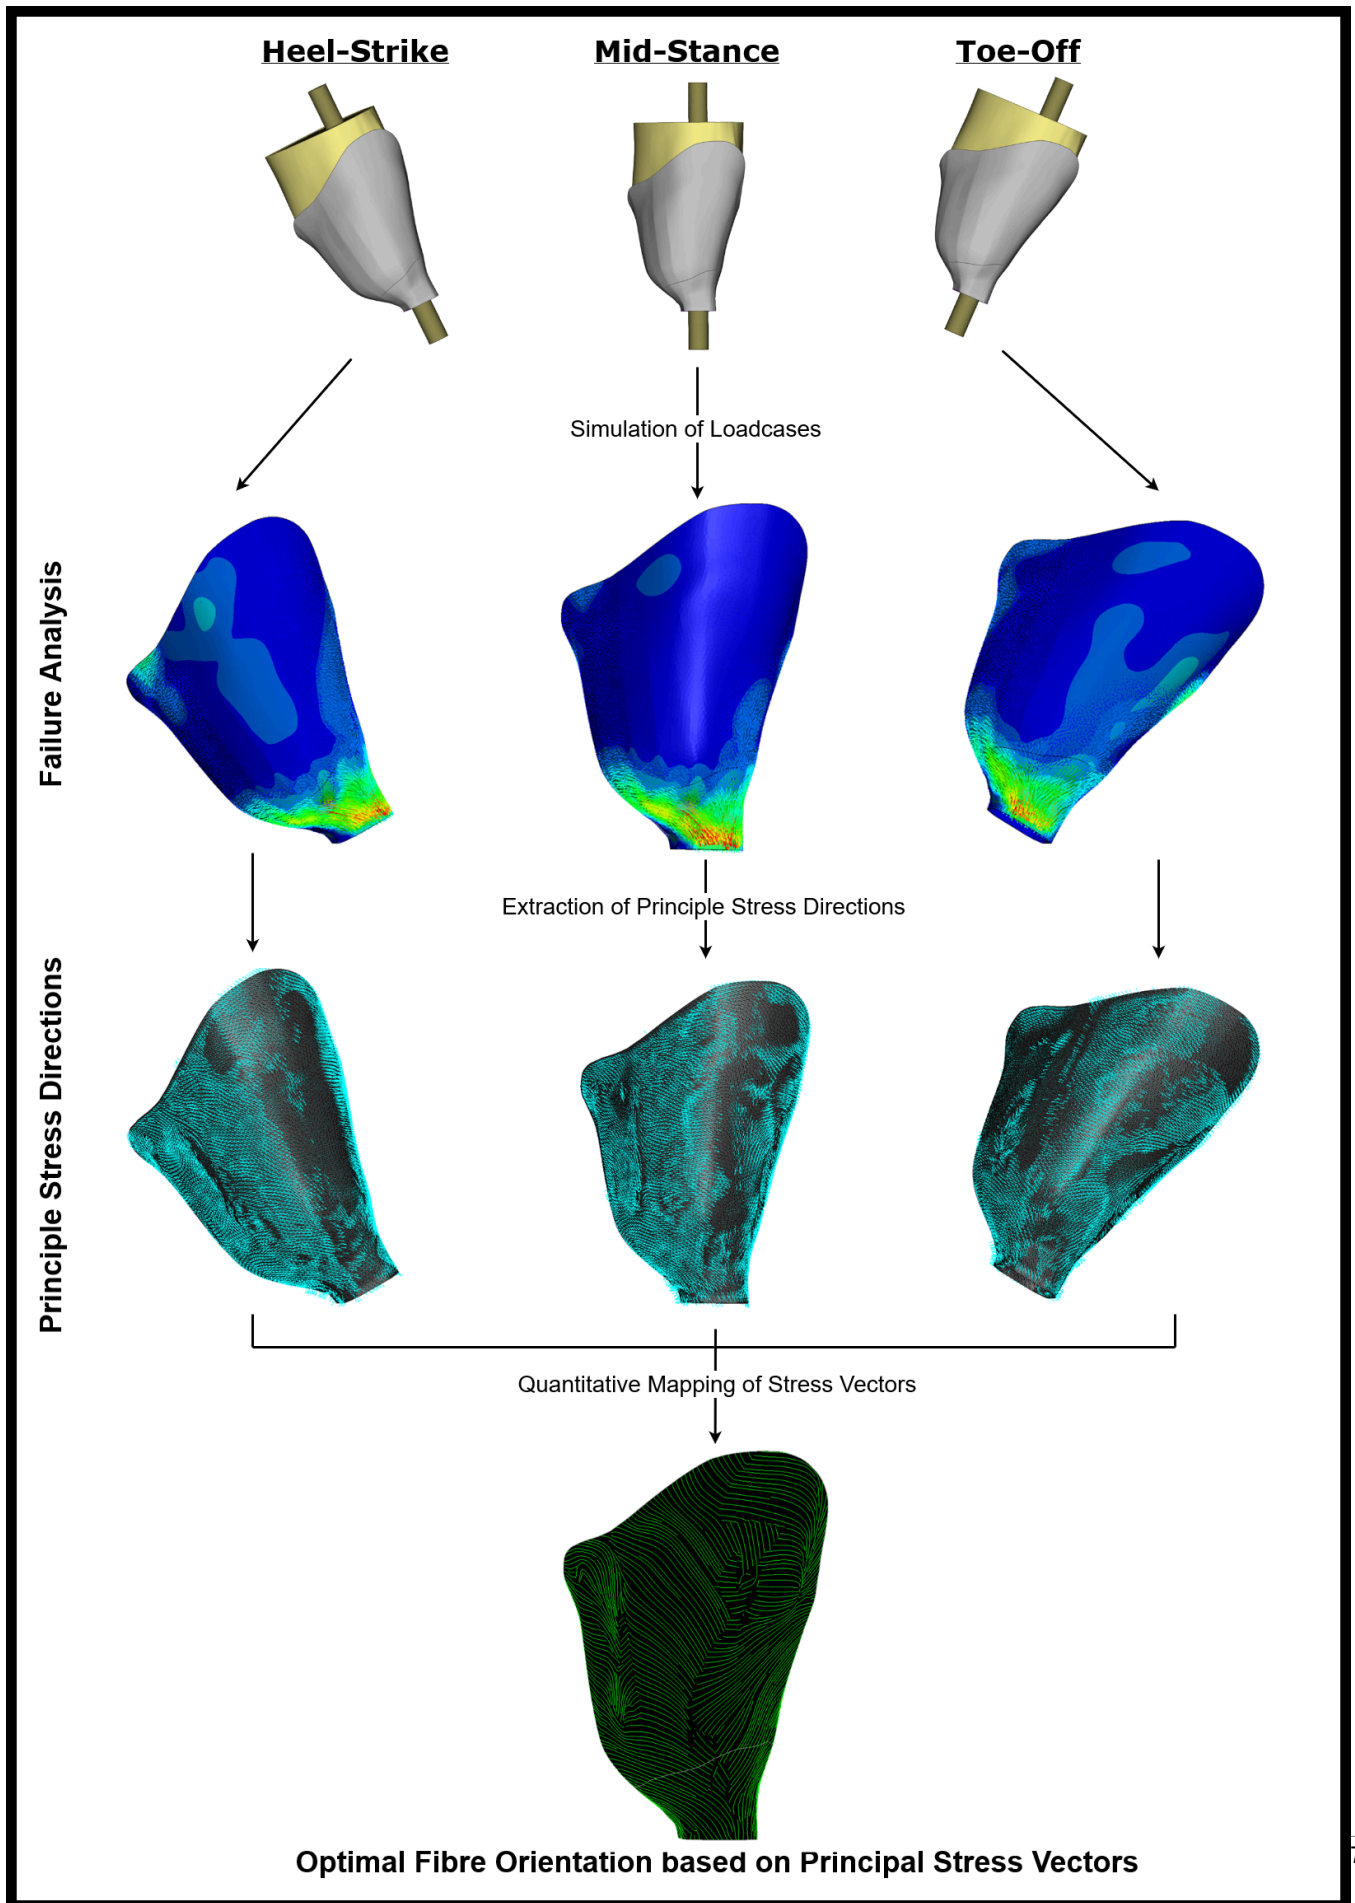 Heel-Strike
Mid-Stance
Toe-Off
Simulation of Loadcases
Failure Analysis
Extraction of Principle Stress Directions
Principle Stress Directions
Quantitative Mapping of Stress Vectors
Optimal Fibre Orientation based on Principal Stress Vectors